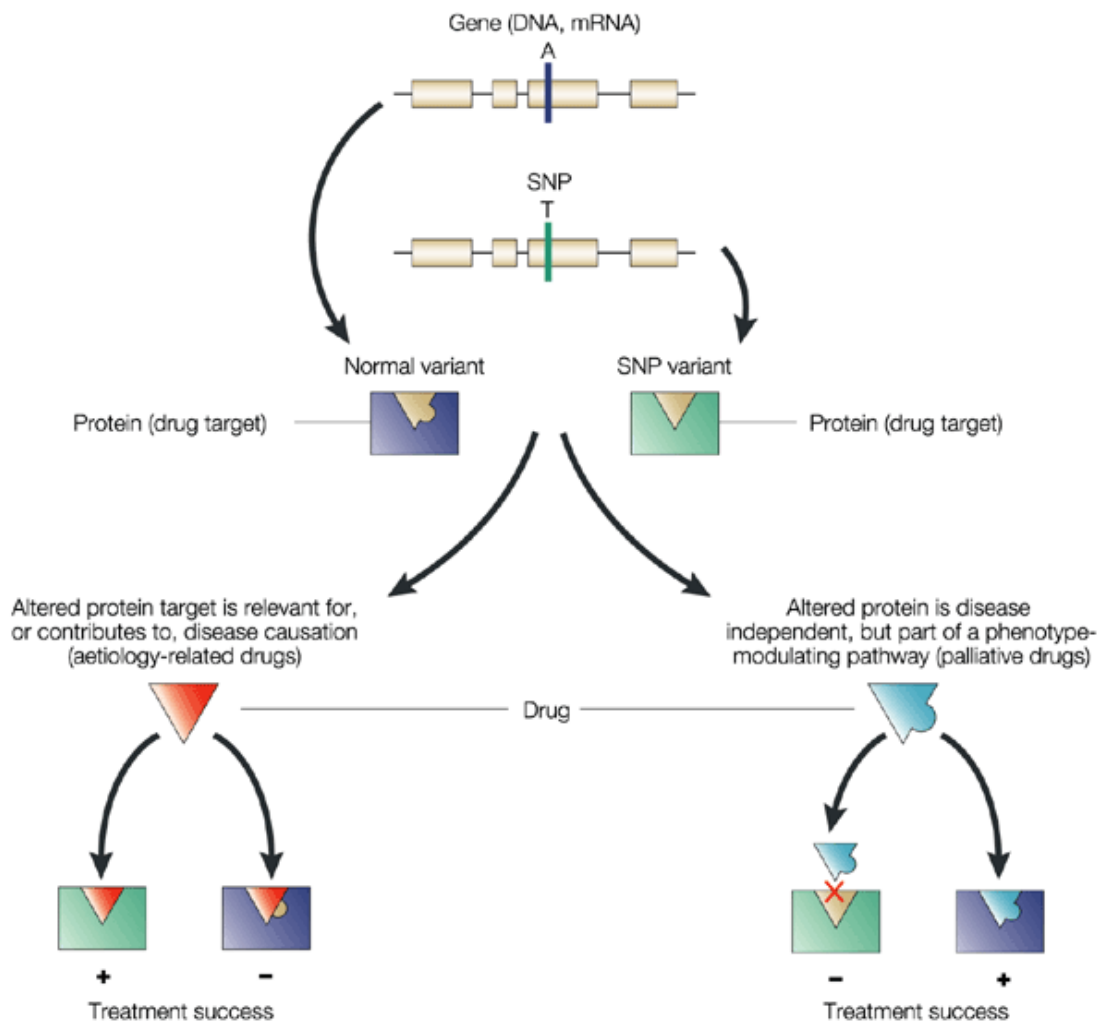 Gene (DNA, mRNA)
A
SNP
T
Normal variant
SNP variant
Protein (drug target)
Protein (drug target)
Altered protein target is relevant for,
or contributes to, disease causation
(aetiology-related drugs)
Altered protein is disease
independent, but part of a phenotype-
modulating pathway (palliative drugs)
Drug
+
-
-
+
Treatment success
Treatment success